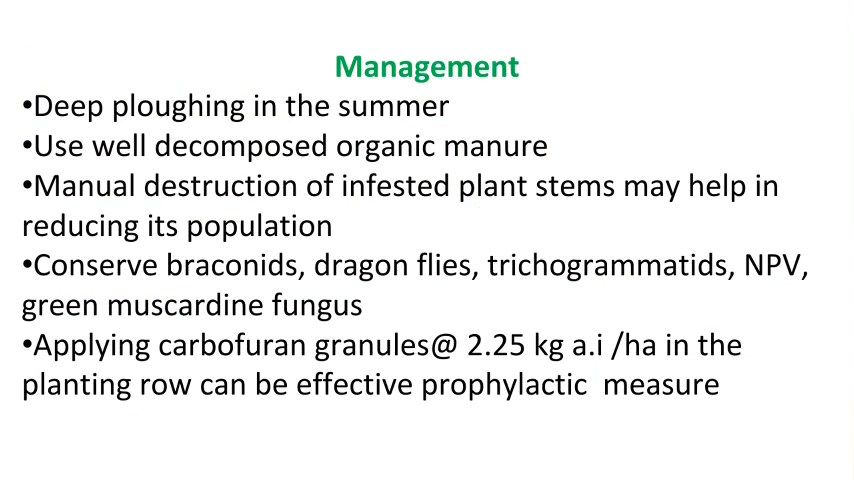 Management
•Deep ploughing in the summer
•Use well decomposed organic manure
•Manual destruction of infested plant stems may help in
reducing its population
•Conserve braconids, dragon flies, trichogrammatids, NPV,
green muscardine fungus
•Applying carbofuran granules@ 2.25 kg a.i /ha in the
planting row can be effective prophylactic  measure